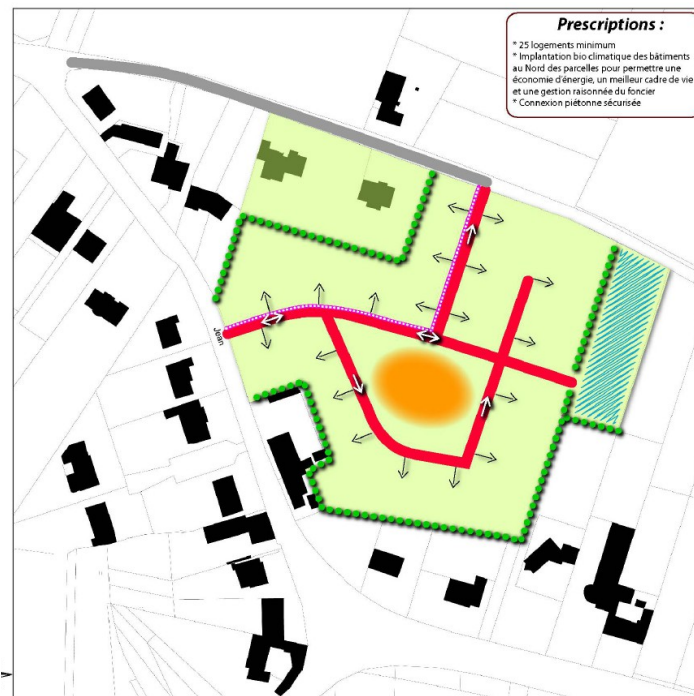 Prescriptions :
* 25 logements minimum
* Implantation bio climatique des bâtiments
au Nord des parcelles pour permettre une
économie d'énergie, un meilleur cadre de vie
et une gestion raisonnée du foncier
* Connexion piétonne sécurisée
Jean